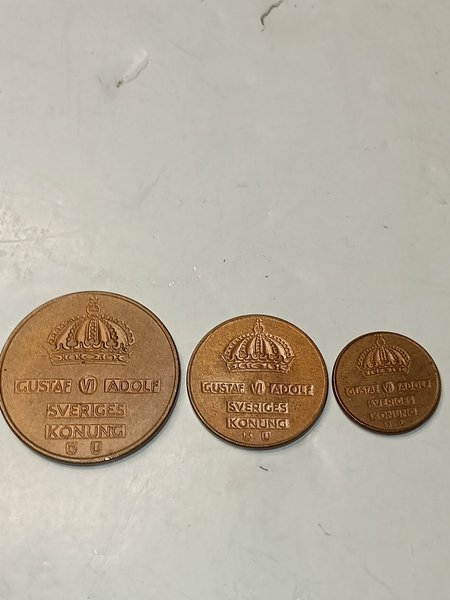 GUSTAF VI ADOLF
SVERIGES
KONUNG
U
GUSTAF VI ADOLF
SVERIGES
KONUNG
U
GUSTAF VI ADOLF
SVERIGES
KONUNG
U